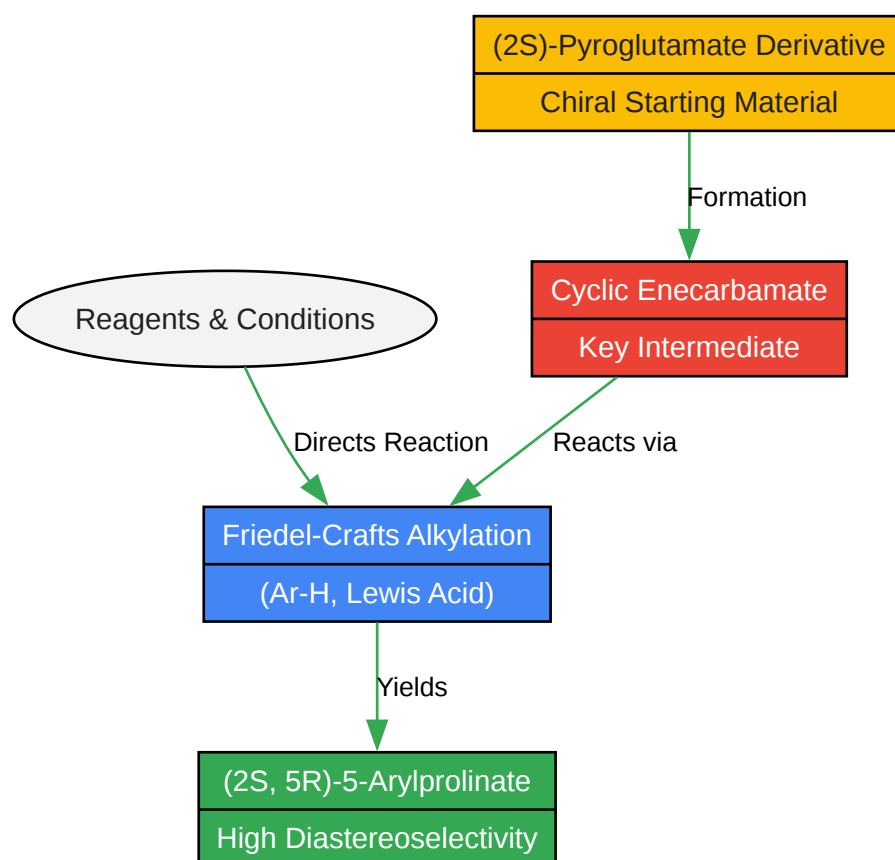 (2S)-Pyroglutamate Derivative
Chiral Starting Material
Formation
Cyclic Enecarbamate
Key Intermediate
Reagents & Conditions
Directs Reaction
Reacts via
Friedel-Crafts Alkylation
(Ar-H, Lewis Acid)
Yields
(2S, 5R)-5-Arylprolinate
High Diastereoselectivity